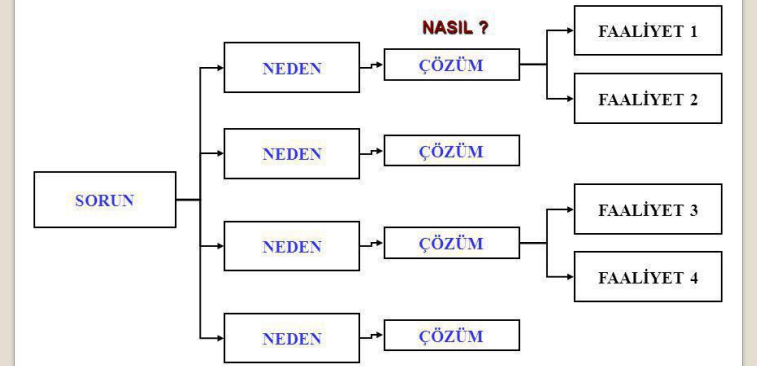 NASIL ?
FAALİYET 1
NEDEN
ÇÖZÜM
FAALİYET 2
NEDEN
ÇÖZÜM
SORUN
FAALİYET 3
NEDEN
ÇÖZÜM
FAALİYET 4
NEDEN
ÇÖZÜM